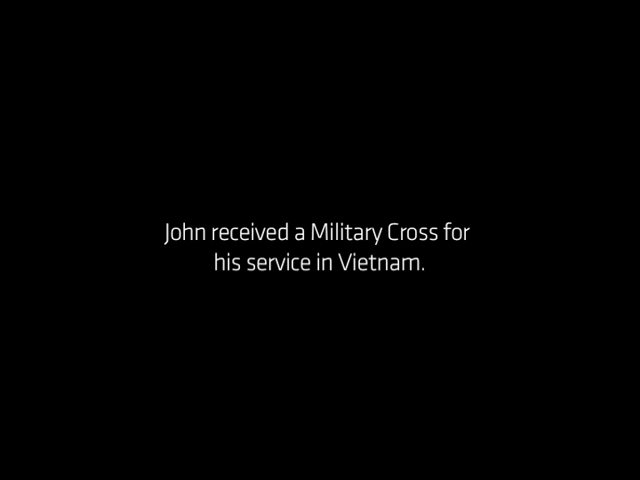 John received a Military Cross for
his service in Vietnam.